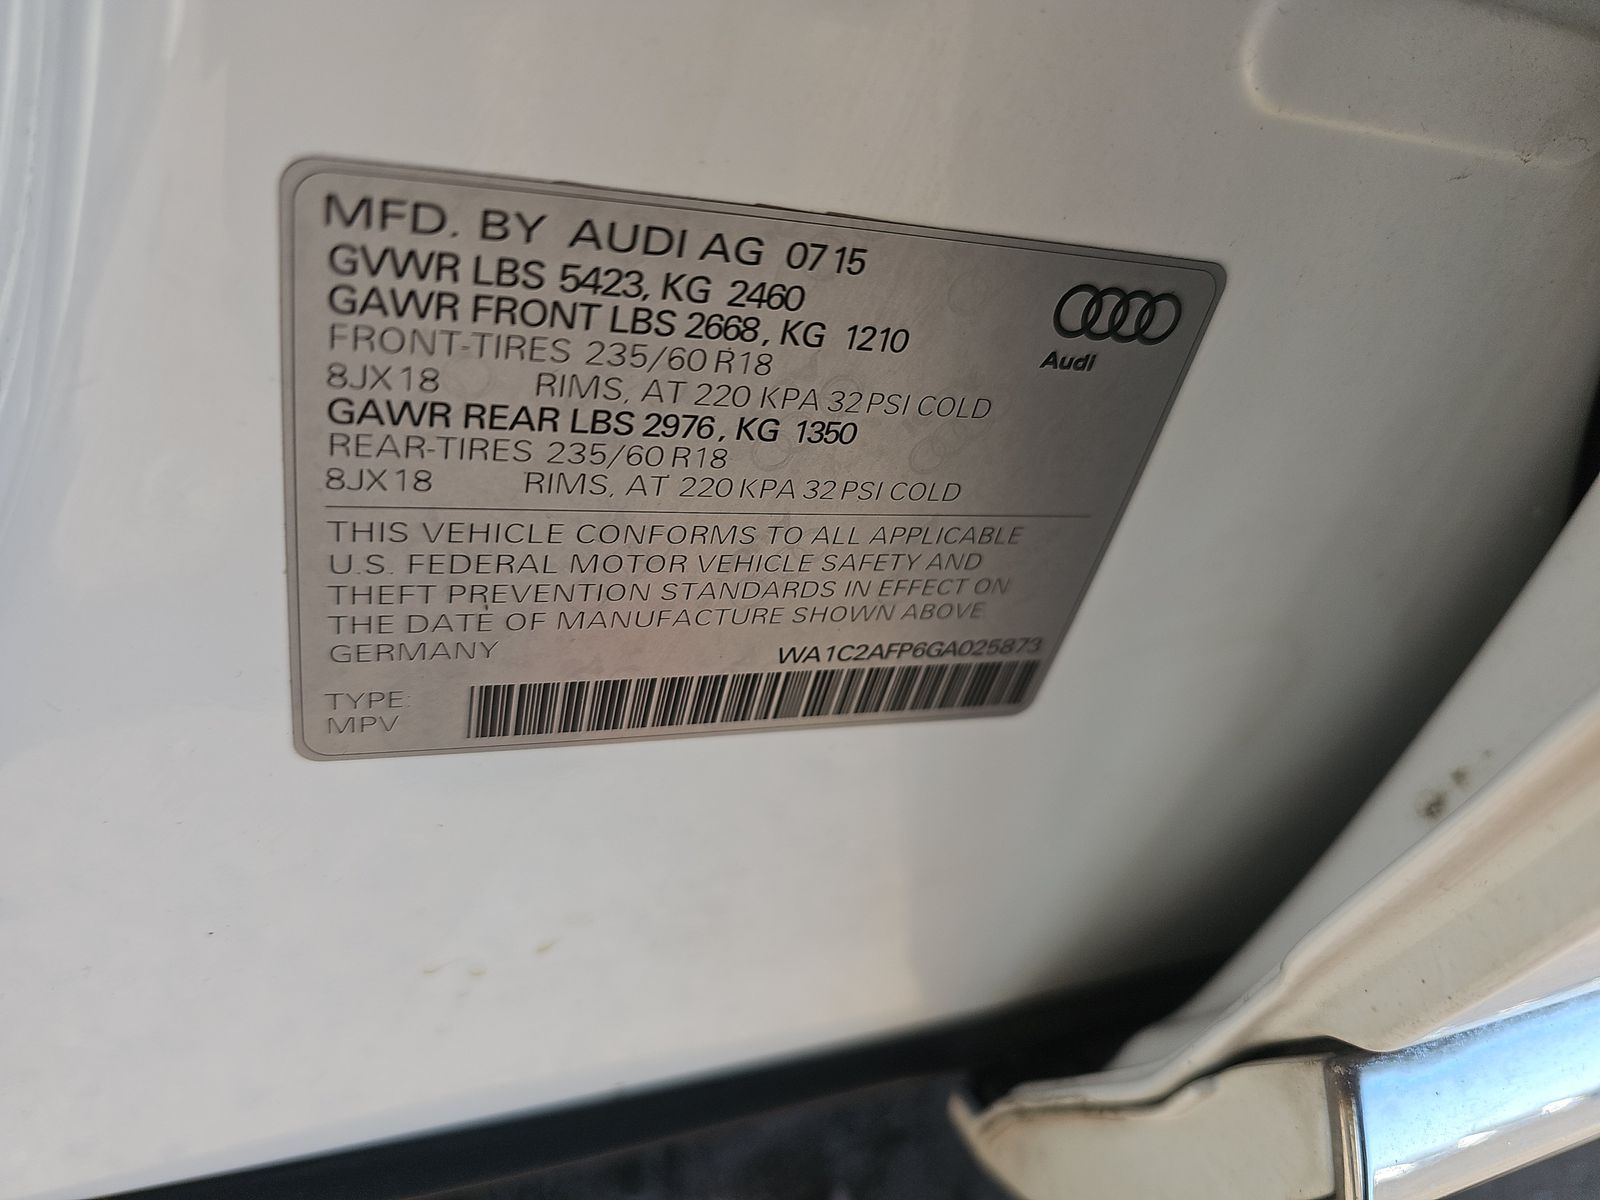 MFD. BY AUDI AG 0715
GVWR LBS 5423, KG 2460
GAWR FRONT LBS 2668, KG 1210
FRONT-TIRES 235/60 R18
8JX18 RIMS, AT 220 KPA 32 PSI COLD
GAWR REAR LBS 2976, KG 1350
REAR-TIRES 235/60 R18
8JX18 RIMS, AT 220 KPA 32 PSI COLD
Audi
THIS VEHICLE CONFORMS TO ALL APPLICABLE
U.S. FEDERAL MOTOR VEHICLE SAFETY AND
THEFT PREVENTION STANDARDS IN EFFECT ON
THE DATE OF MANUFACTURE SHOWN ABOVE
GERMANY WA1C2AFP6GA025873
TYPE:
MPV